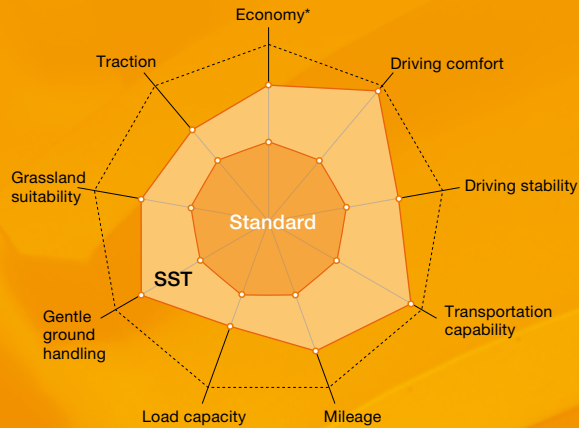 Economy*
Traction
Driving comfort
Grassland
suitability
Driving stability
Standard
SST
Gentle
ground
handling
Transportation
capability
Load capacity
Mileage